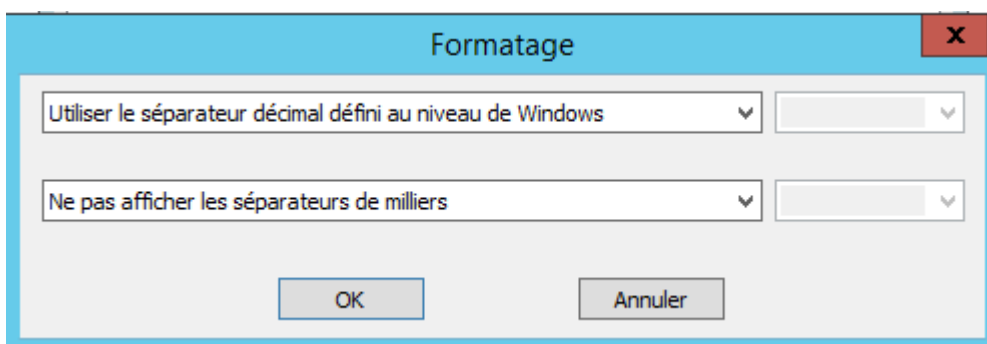 Formatage
x
Utiliser le séparateur décimal défini au niveau de Windows
Ne pas afficher les séparateurs de milliers
OK
Annuler